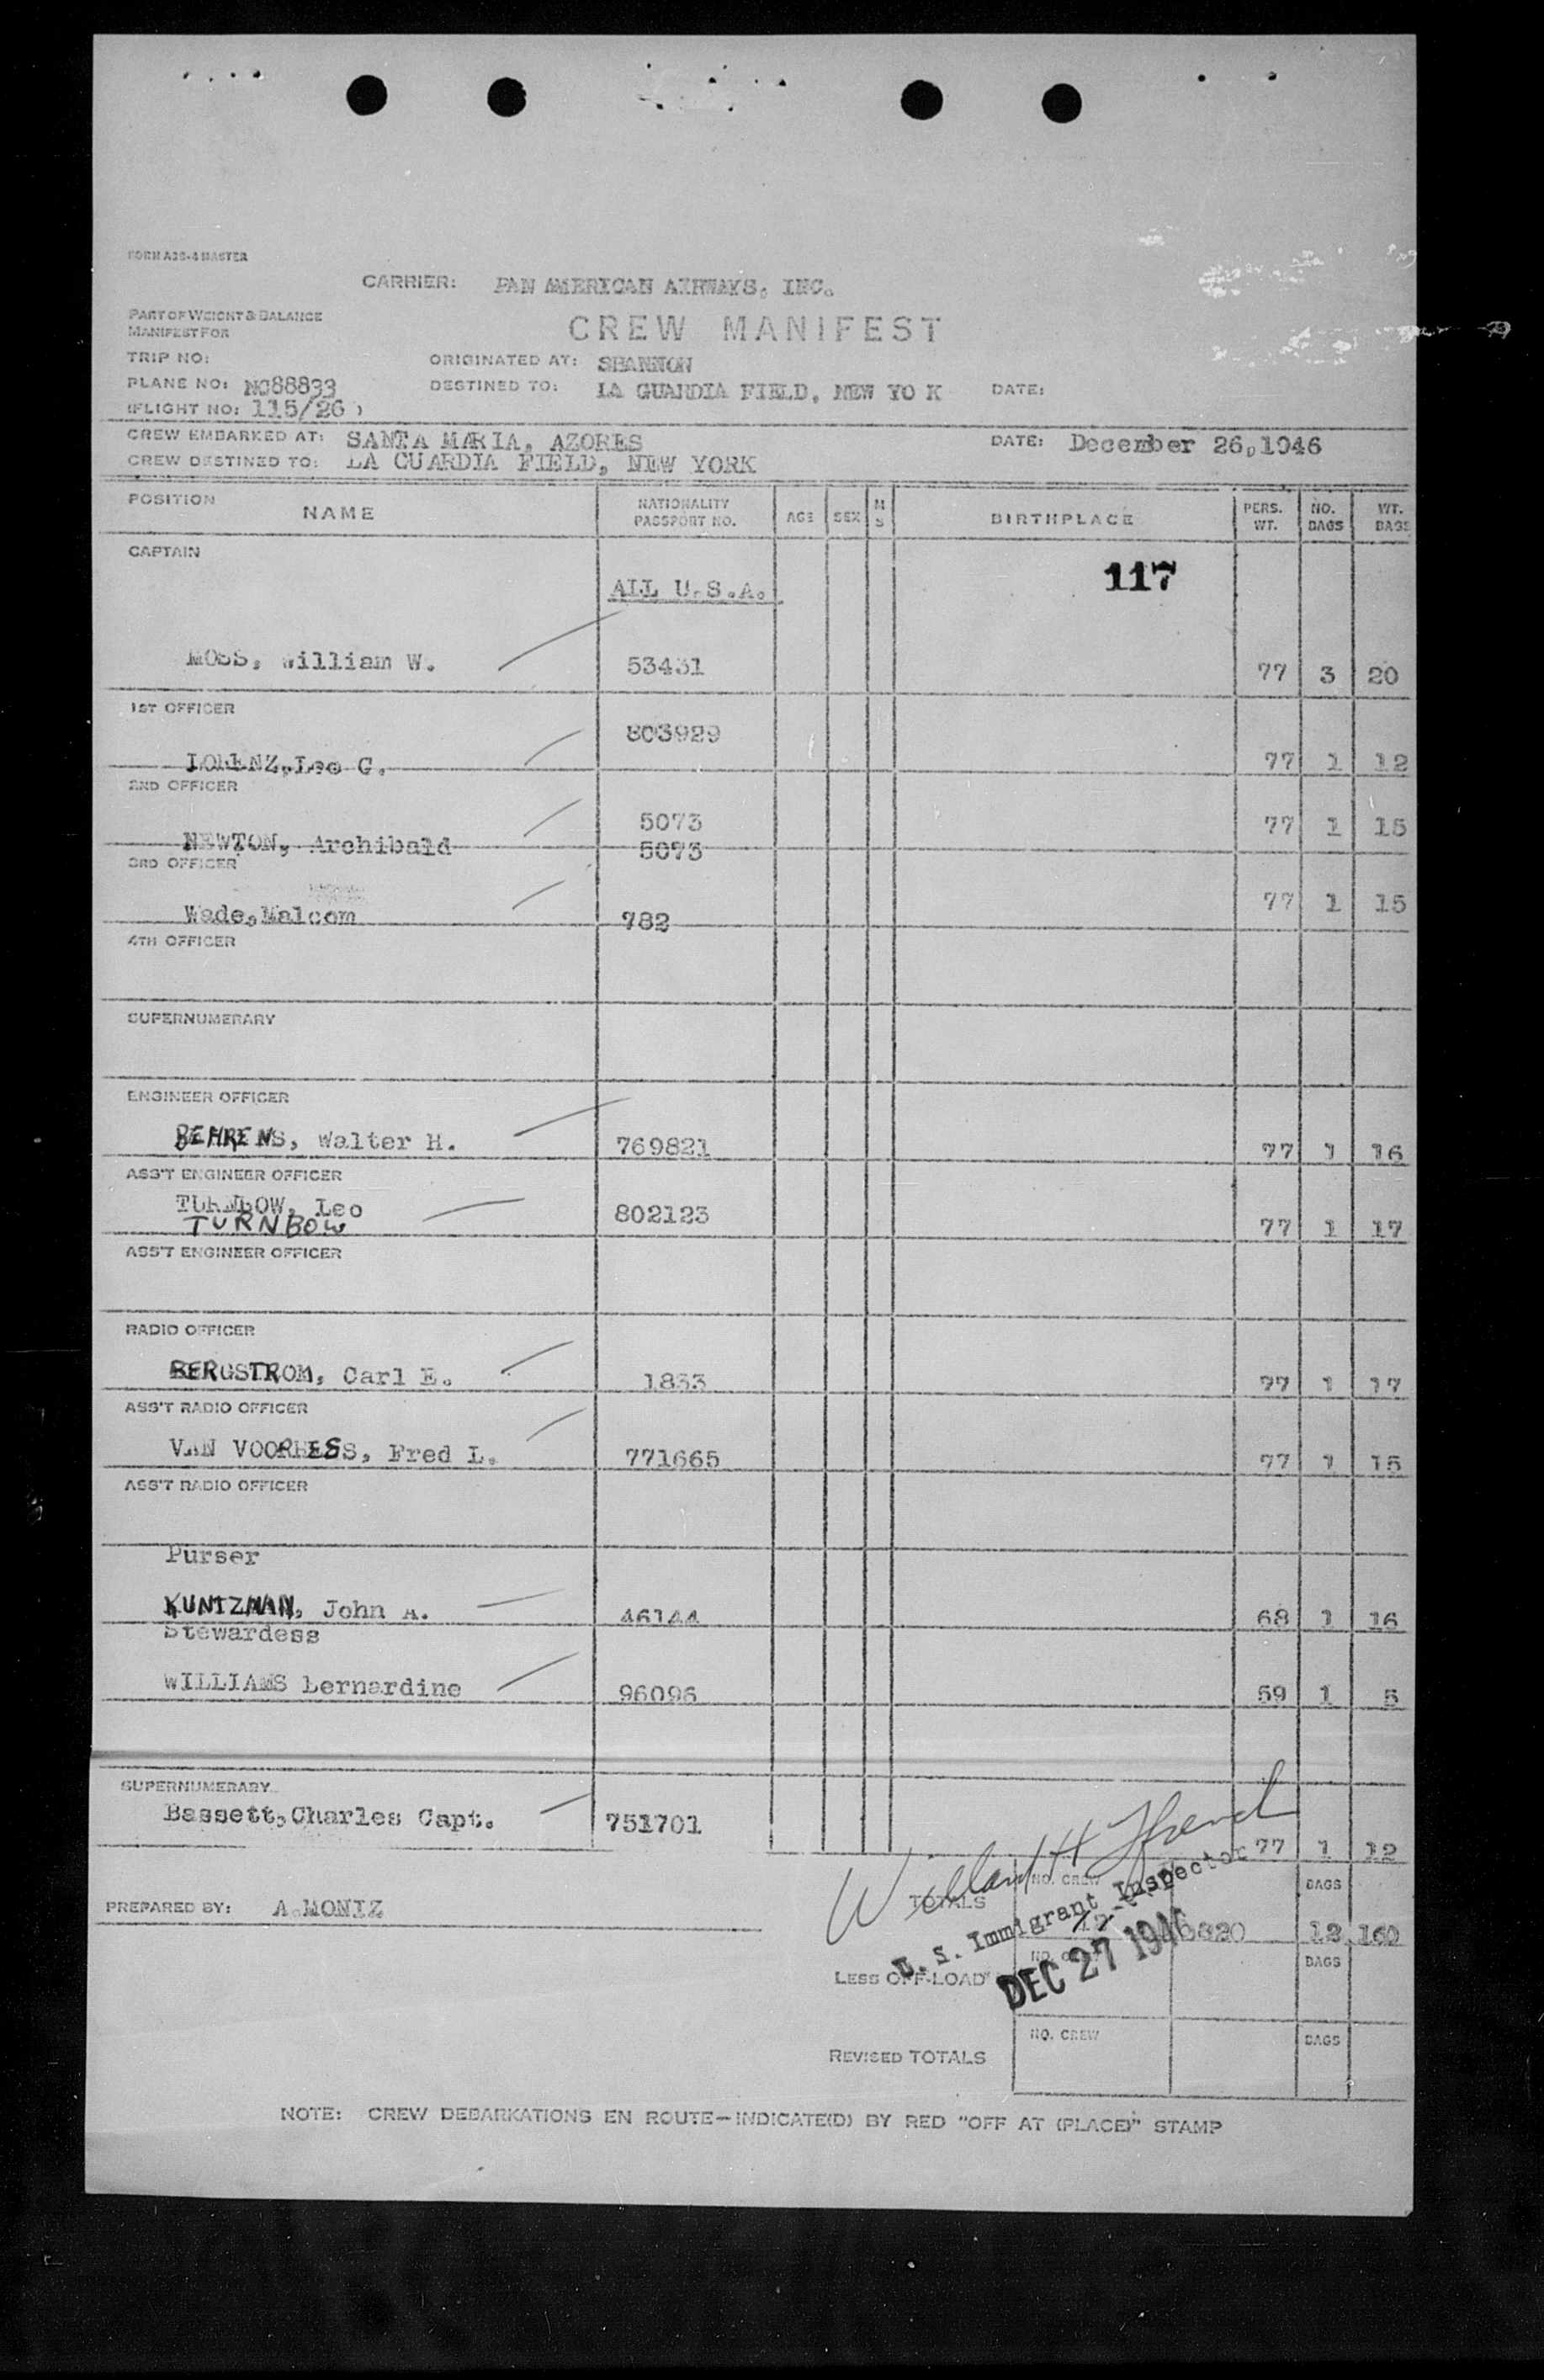 FORM A26-4 MASTER
CARRIER: PAN AMERICAN AIRWAYS, INC.
PART OF WEIGHT & BALANCE
MANIFEST FOR
CREW MANIFEST
TRIP NO: ORIGINATED AT: SHANNON
PLANE NO: NC88833 DESTINED TO: LA GUARDIA FIELD, NEW YO K DATE:
(FLIGHT NO: 115/26 )
CREW EMBARKED AT: SANTA MARIA, AZORES DATE: December 26,1946
CREW DESTINED TO: LA GUARDIA FIELD, NEW YORK
POSITION NAME NATIONALITY PASSPORT NO. AGE SEX M S BIRTHPLACE PERS. WT. NO. BAGS WT. BAGS
CAPTAIN
117
ALL U.S.A.
MOSS, William W. 53431 77 3 20
1ST OFFICER
803929
LORENZ,Leo G. 77 1 12
2ND OFFICER
5073 77 1 15
NEWTON, Archibald 5073
3RD OFFICER
77 1 15
Wade,Malcom 782
4TH OFFICER
SUPERNUMERARY
ENGINEER OFFICER
BEHRENS, Walter H. 769821 77 1 16
ASS'T ENGINEER OFFICER
TURNBOW, Leo 802123
TURNBOW 77 1 17
ASS'T ENGINEER OFFICER
RADIO OFFICER
BERGSTROM, Carl E. 1833 77 1 17
ASS'T RADIO OFFICER
VAN VOORHESS, Fred L. 771665 77 1 15
ASS'T RADIO OFFICER
Purser
KUNTZMAN, John A. 46144 68 1 16
Stewardess
WILLIAMS Bernardine 96096 59 1 5
SUPERNUMERARY
Bassett,Charles Capt. 751701
77 1 12
NO. CREW BAGS
PREPARED BY: A.MONIZ TOTALS 12 160
U. S. Immigrant Inspector
DEC 27 1946
LESS OFF-LOAD BAGS
NO. CREW BAGS
REVISED TOTALS
NOTE: CREW DEBARKATIONS EN ROUTE—INDICATE(D) BY RED "OFF AT (PLACE)" STAMP